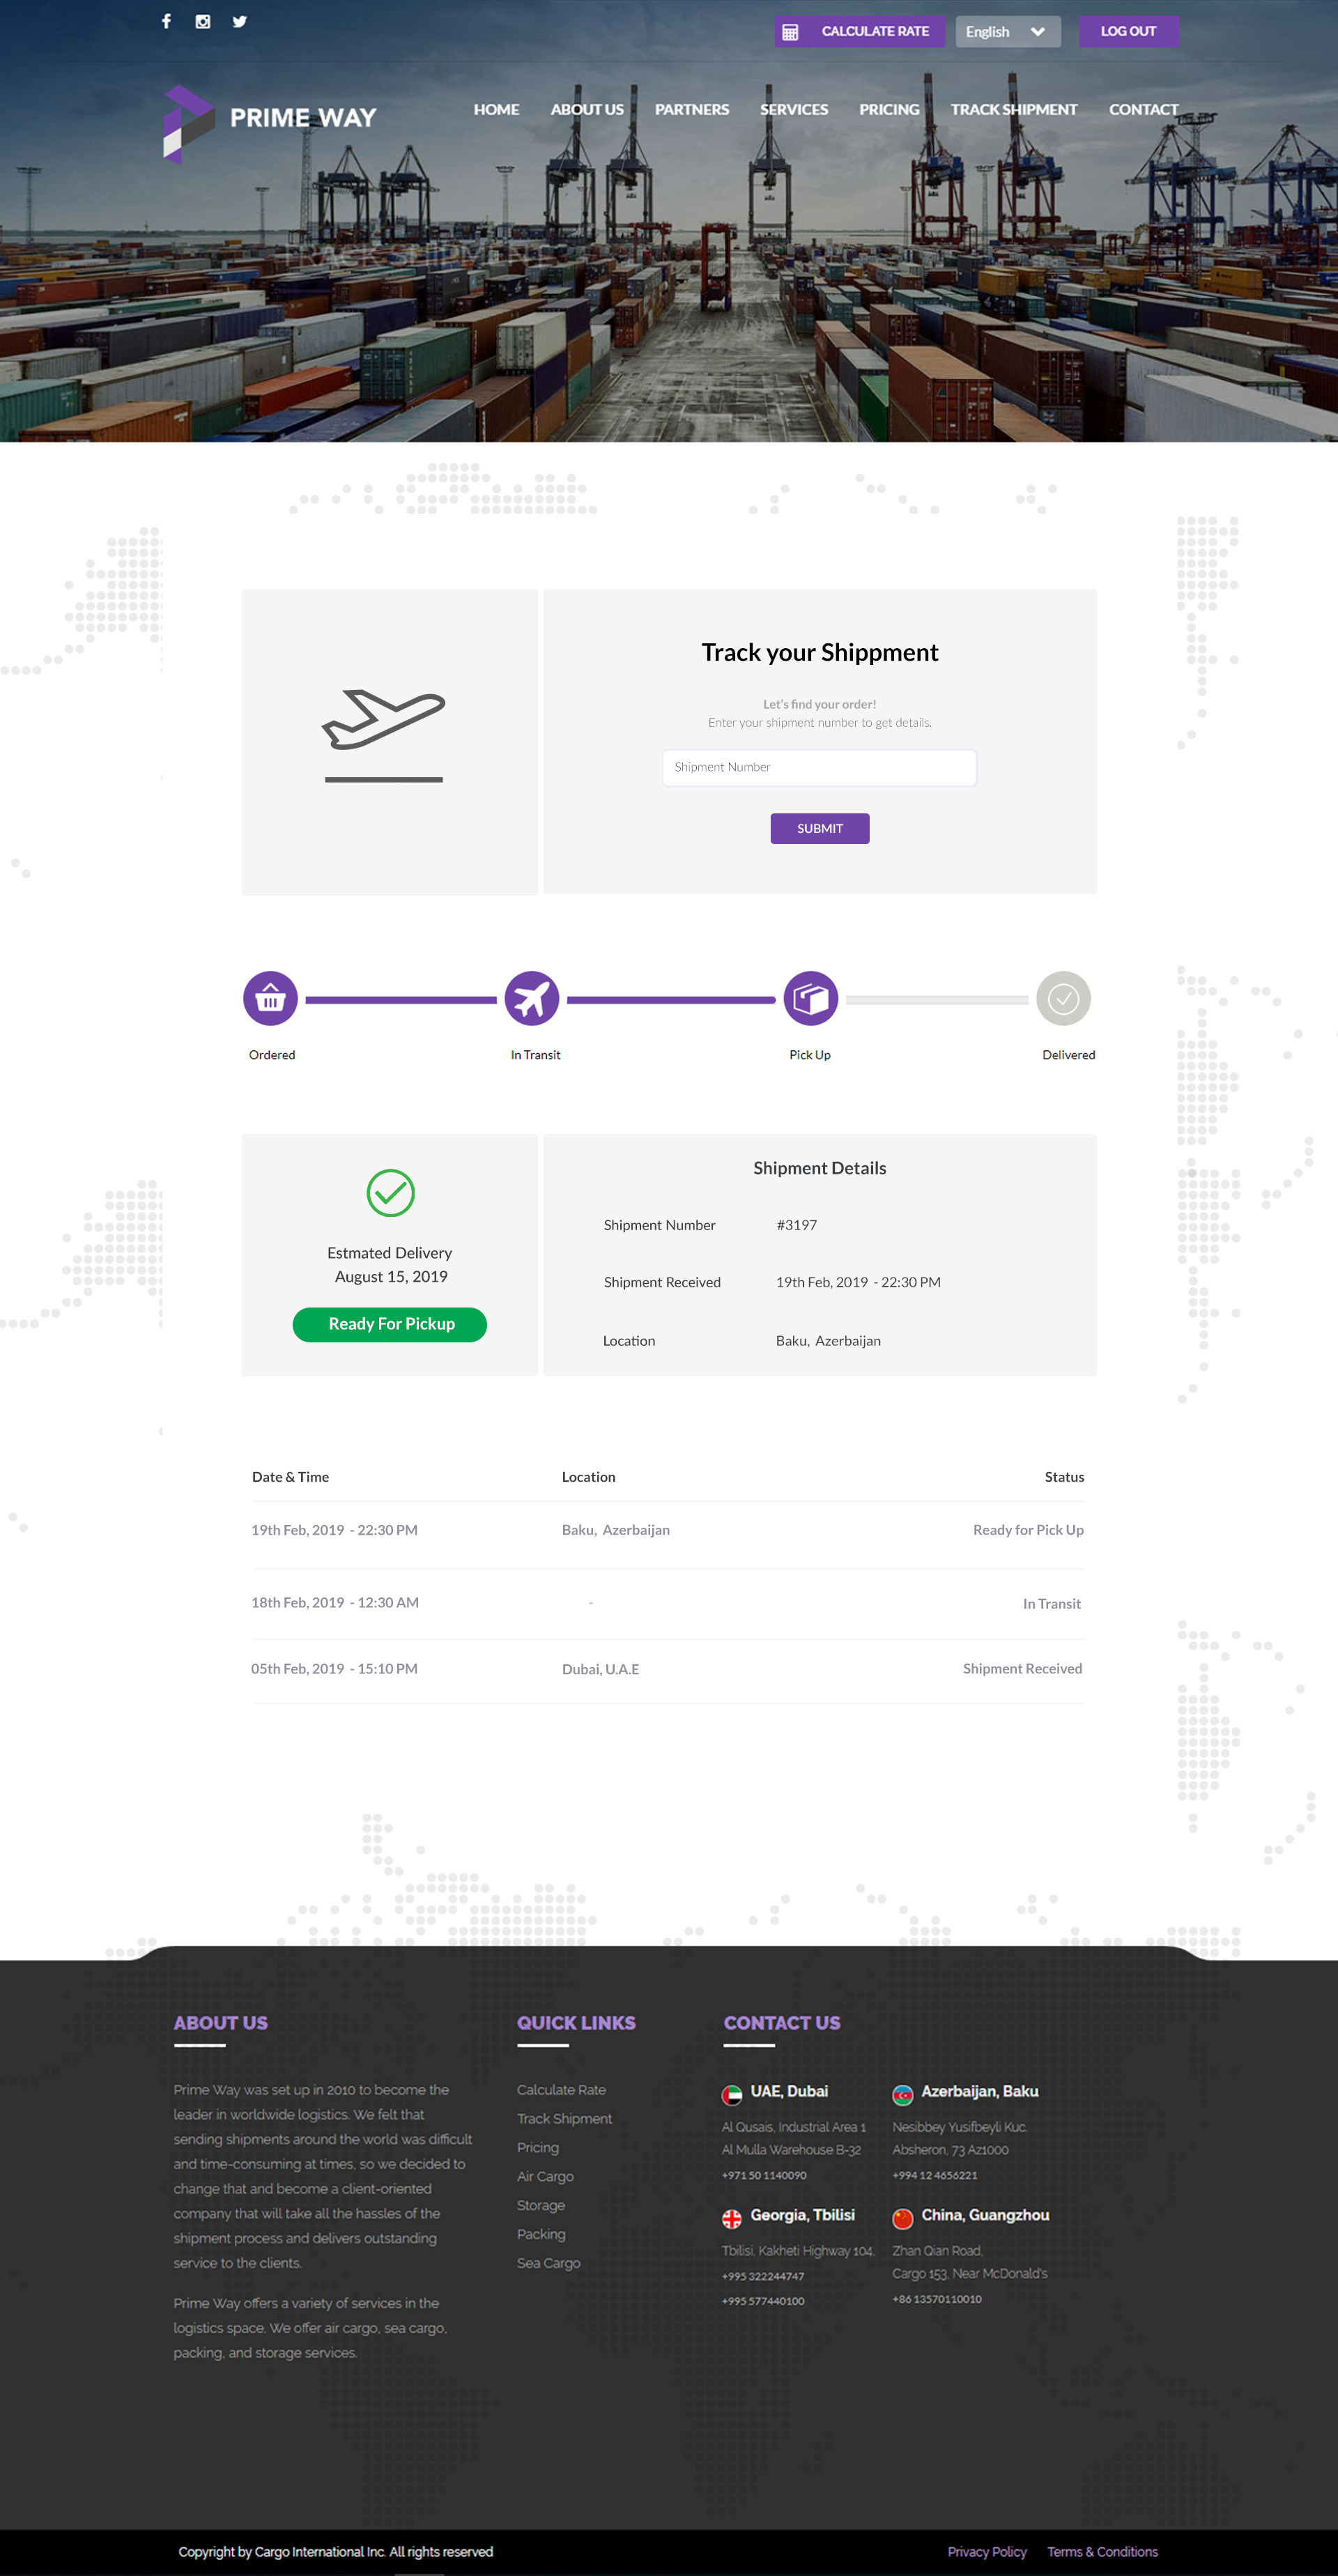 CALCULATE RATE
English
LOG OUT
PRIME WAY
HOME
ABOUT US
PARTNERS
SERVICES
PRICING
TRACK SHIPMENT
CONTACT
TRACK SHIPMENT
Track your Shippment
Let's find your order!
Enter your shipment number to get details.
Shipment Number
SUBMIT
Ordered
In Transit
Pick Up
Delivered
Estmated Delivery
August 15, 2019
Ready For Pickup
Shipment Details
Shipment Number #3197
Shipment Received 19th Feb, 2019 - 22:30 PM
Location Baku, Azerbaijan
Date & Time Location Status
19th Feb, 2019 - 22:30 PM Baku, Azerbaijan Ready for Pick Up
18th Feb, 2019 - 12:30 AM - In Transit
05th Feb, 2019 - 15:10 PM Dubai, U.A.E Shipment Received
ABOUT US
Prime Way was set up in 2010 to become the
leader in worldwide logistics. We felt that
sending shipments around the world was difficult
and time-consuming at times, so we decided to
change that and become a client-oriented
company that will take all the hassles of the
shipment process and delivers outstanding
service to the clients.
Prime Way offers a variety of services in the
logistics space. We offer air cargo, sea cargo,
packing, and storage services.
QUICK LINKS
Calculate Rate
Track Shipment
Pricing
Air Cargo
Storage
Packing
Sea Cargo
CONTACT US
UAE, Dubai
Al Qusais, Industrial Area 1
Al Mulla Warehouse B-32
+971 50 1140090
Azerbaijan, Baku
Nesibbey Yusifbeyli Kuc.
Absheron, 73 Az1000
+994 12 4656221
Georgia, Tbilisi
Tbilisi, Kakheti Highway 104,
+995 322244747
+995 577440100
China, Guangzhou
Zhan Qian Road,
Cargo 153, Near McDonald's
+86 13570110010
Copyright by Cargo International Inc. All rights reserved
Privacy Policy
Terms & Conditions